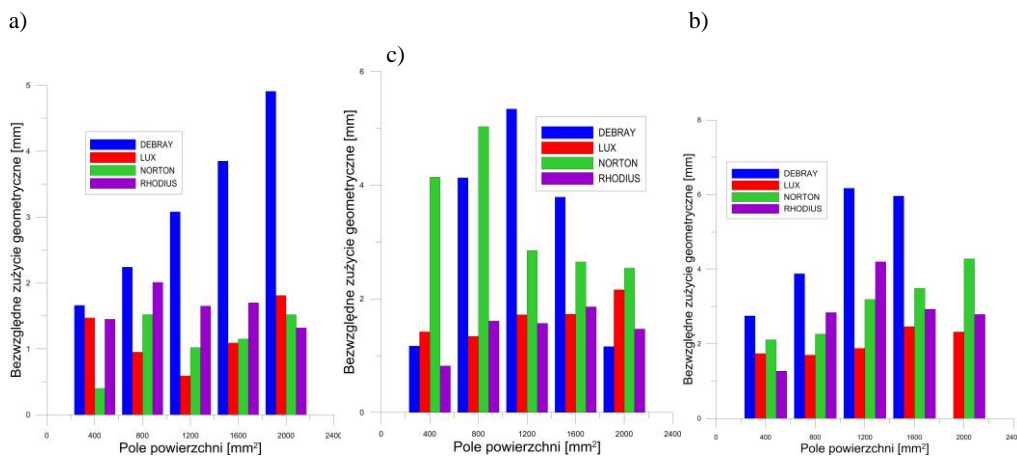 a)
5
4
3
2
1
0
Bezwzględne zużycie geometryczne [mm]
DEBRAY
LUX
NORTON
RHODIUS
0
400
800
1200
1600
2000
2400
Pole powierzchni [mm²]
c)
6
4
2
0
Bezwzględne zużycie geometryczne [mm]
DEBRAY
LUX
NORTON
RHODIUS
0
400
800
1200
1600
2000
2400
Pole powierzchni [mm²]
b)
8
6
4
2
0
Bezwzględne zużycie geometryczne [mm]
DEBRAY
LUX
NORTON
RHODIUS
0
400
800
1200
1600
2000
2400
Pole powierzchni [mm²]